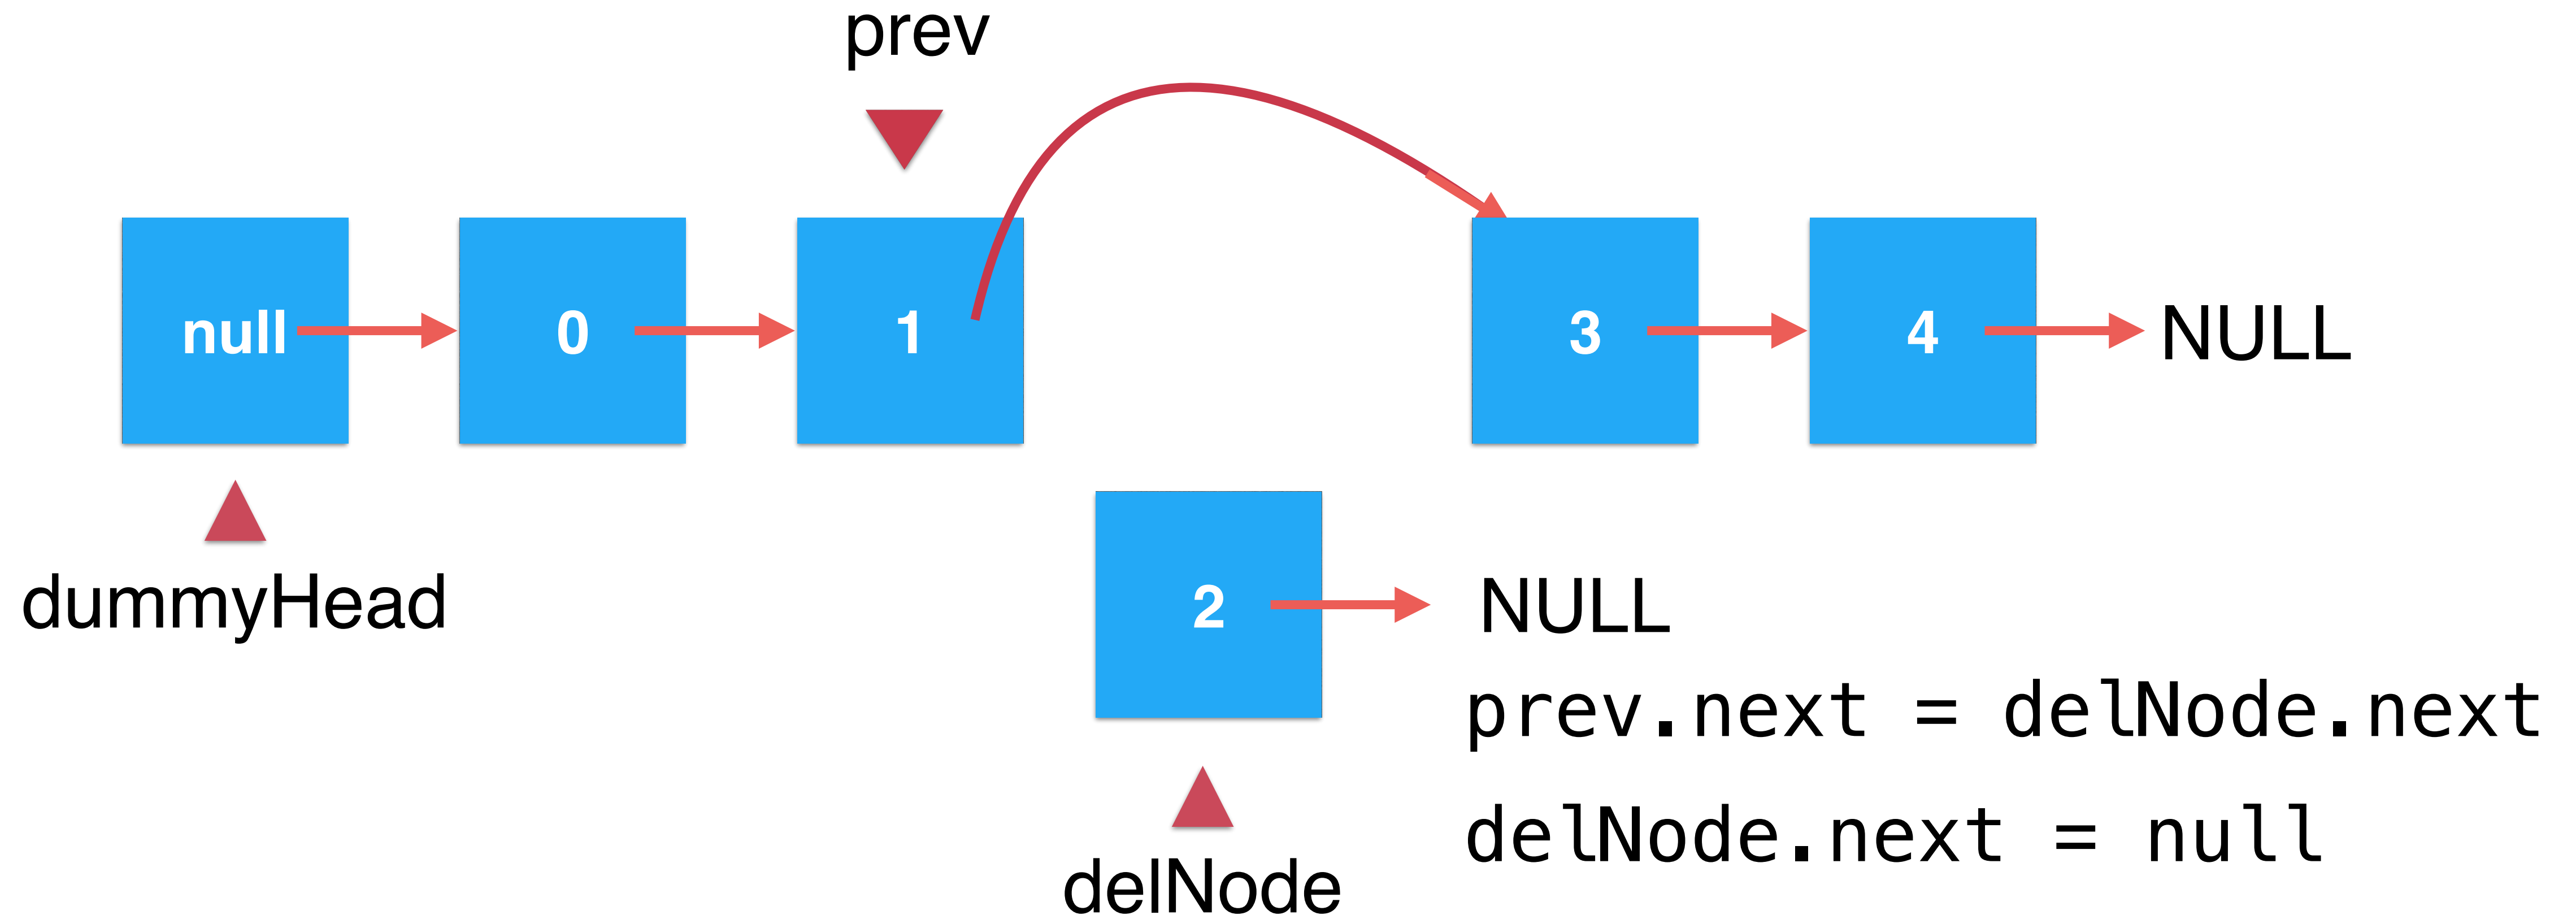 prev
null 0 1 3 4 NULL
dummyHead
2 NULL
prev.next = delNode.next
delNode.next = null
delNode